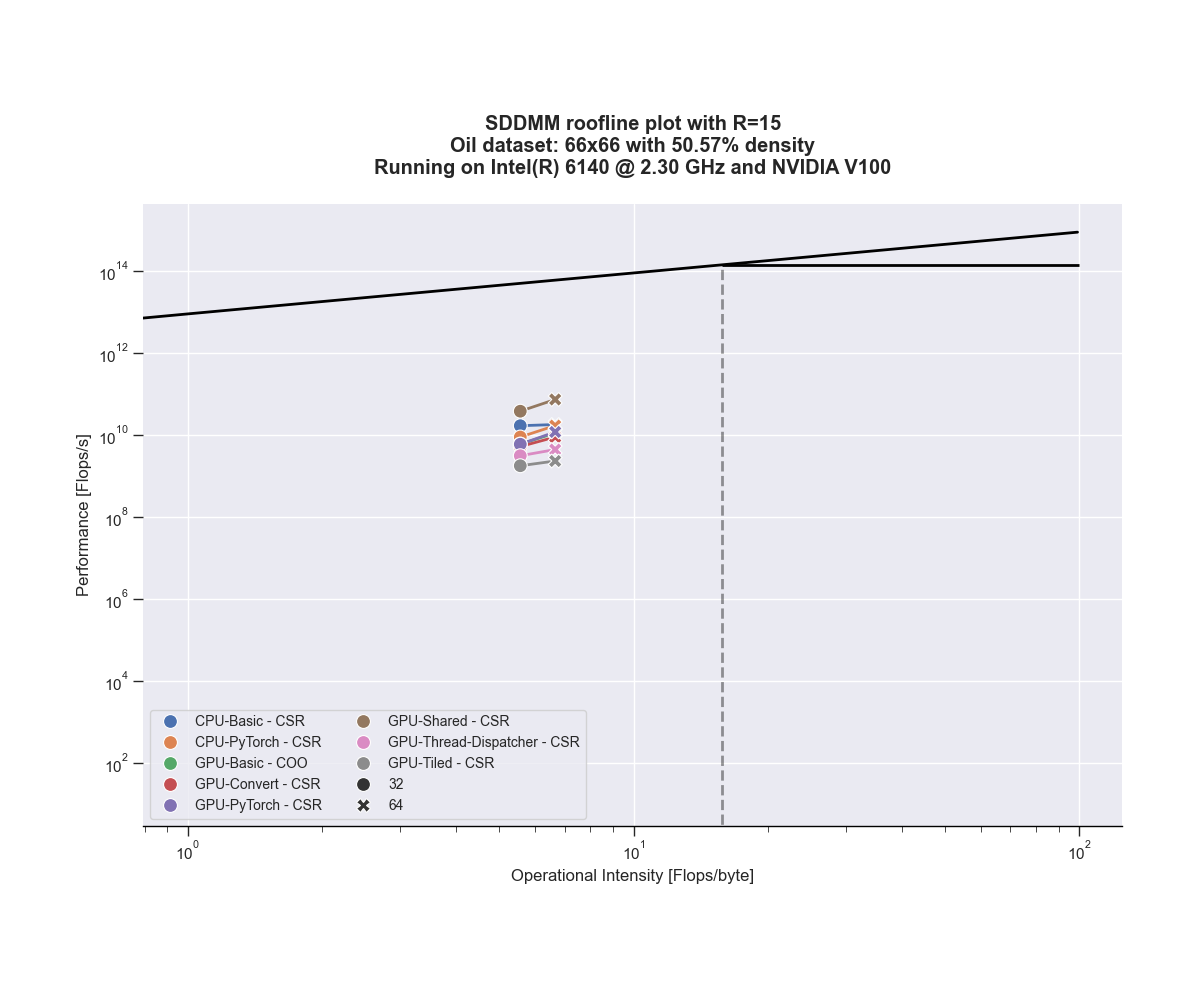 SDDMM roofline plot with R=15
Oil dataset: 66x66 with 50.57% density
Running on Intel(R) 6140 @ 2.30 GHz and NVIDIA V100
Performance [Flops/s]
10^14
10^12
10^10
10^8
10^6
10^4
10^2
CPU-Basic - CSR
CPU-PyTorch - CSR
GPU-Basic - COO
GPU-Convert - CSR
GPU-PyTorch - CSR
GPU-Shared - CSR
GPU-Thread-Dispatcher - CSR
GPU-Tiled - CSR
32
64
10^0
10^1
10^2
Operational Intensity [Flops/byte]